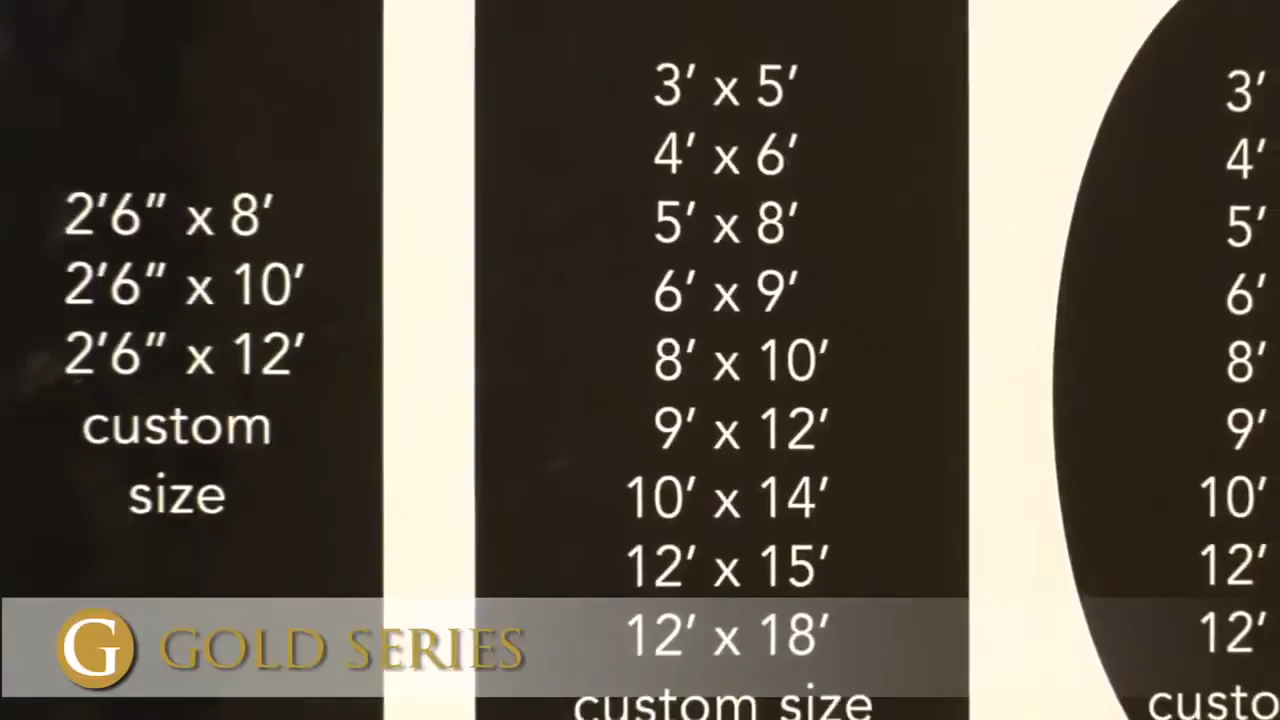 2'6" x 8'
2'6" x 10'
2'6" x 12'
custom
size
3' x 5'
4' x 6'
5' x 8'
6' x 9'
8' x 10'
9' x 12'
10' x 14'
12' x 15'
12' x 18'
custom size
3'
4'
5'
6'
8'
9'
10'
12'
12'
G GOLD SERIES